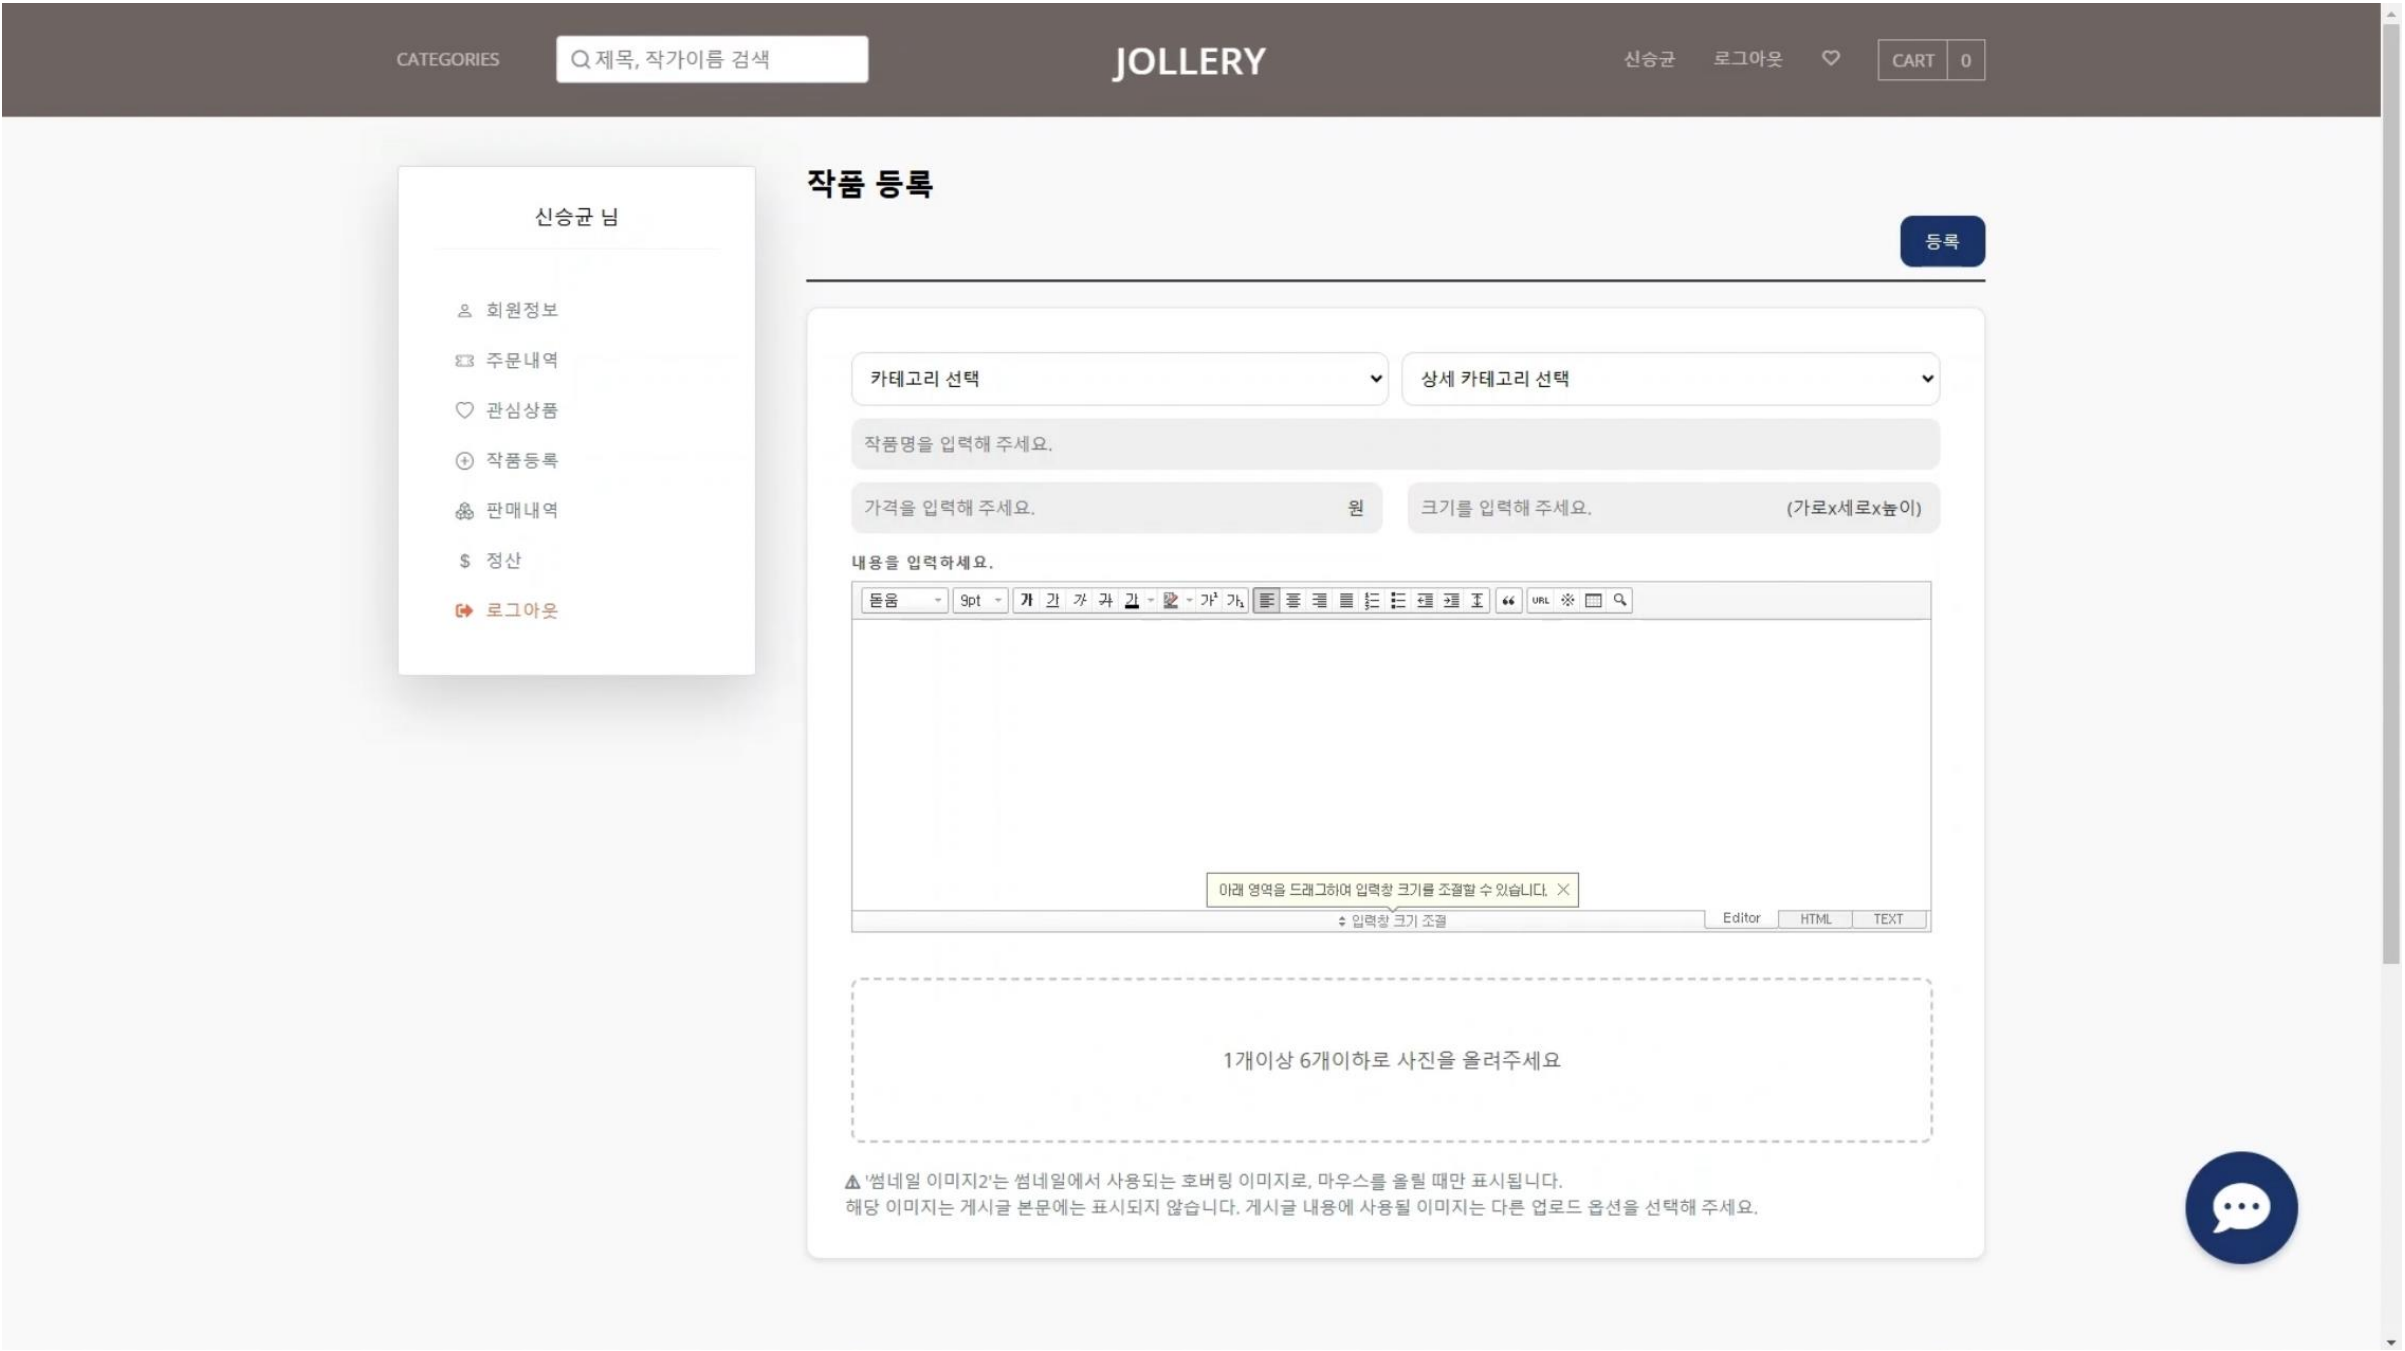 CATEGORIES
제목, 작가이름 검색
JOLLERY
신승균
로그아웃
CART 0
신승균 님
회원정보
주문내역
관심상품
작품등록
판매내역
$ 정산
로그아웃
작품 등록
등록
카테고리 선택
상세 카테고리 선택
작품명을 입력해 주세요.
가격을 입력해 주세요. 원
크기를 입력해 주세요. (가로x세로x높이)
내용을 입력하세요.
돋움 9pt 가 가 가 가 가 가¹ 가₁ URL
아래 영역을 드래그하여 입력창 크기를 조절할 수 있습니다.
입력창 크기 조절
Editor HTML TEXT
1개이상 6개이하로 사진을 올려주세요
'썸네일 이미지2'는 썸네일에서 사용되는 호버링 이미지로, 마우스를 올릴 때만 표시됩니다.
해당 이미지는 게시글 본문에는 표시되지 않습니다. 게시글 내용에 사용될 이미지는 다른 업로드 옵션을 선택해 주세요.